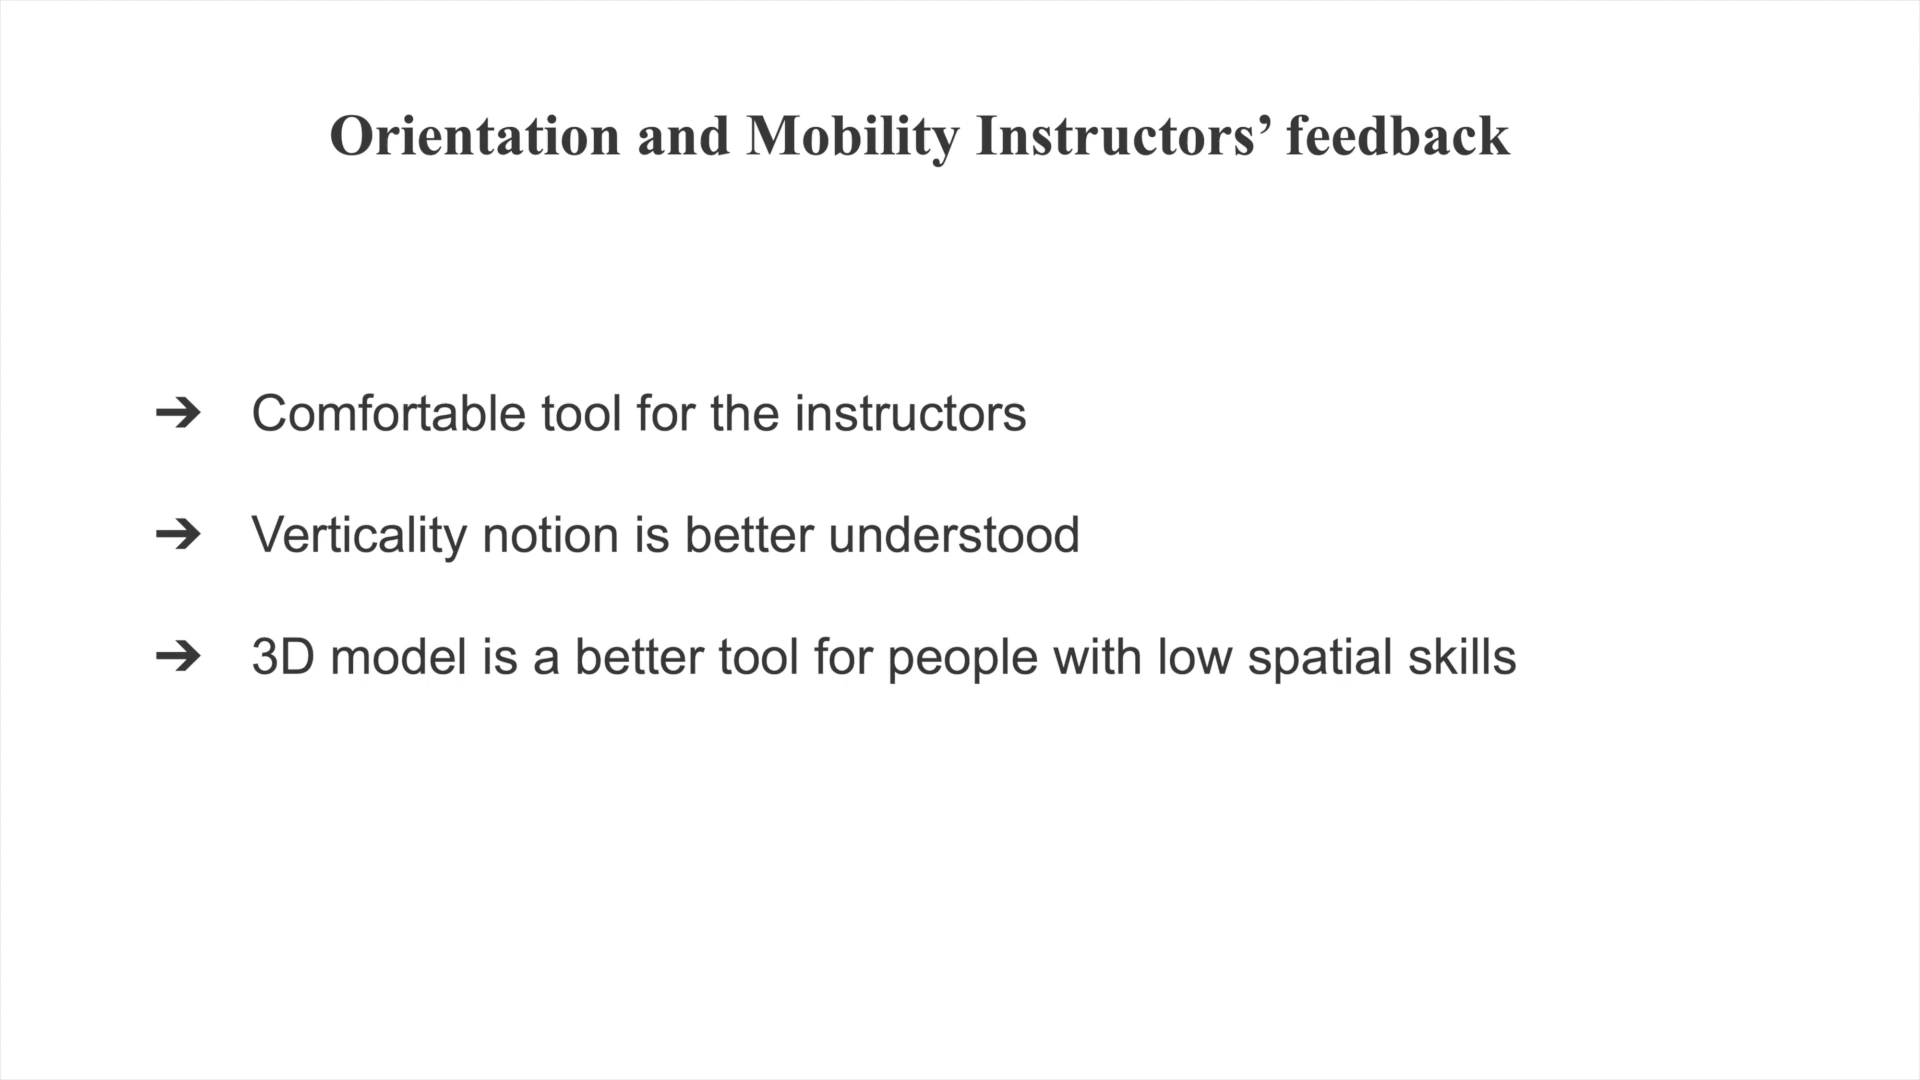 Orientation and Mobility Instructors’ feedback
➔ Comfortable tool for the instructors
➔ Verticality notion is better understood
➔ 3D model is a better tool for people with low spatial skills